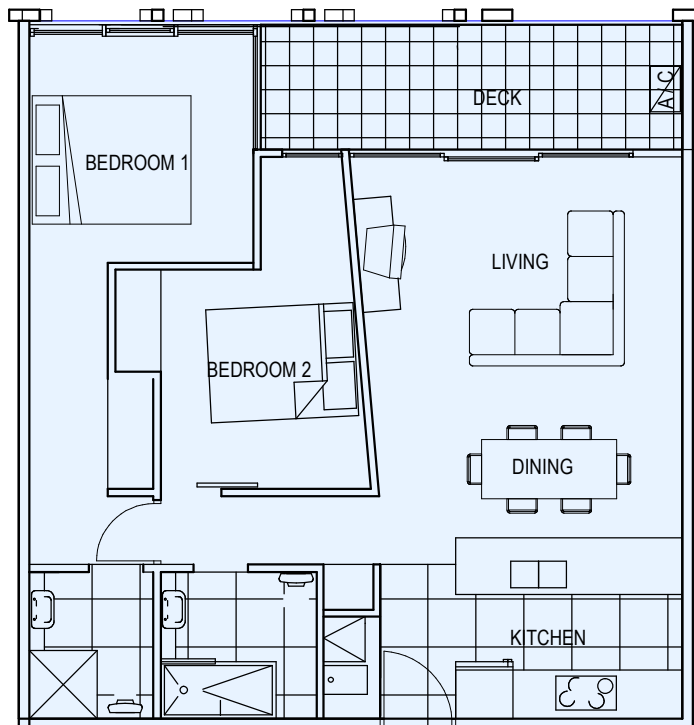 DECK
A/C
BEDROOM 1
LIVING
BEDROOM 2
DINING
KITCHEN